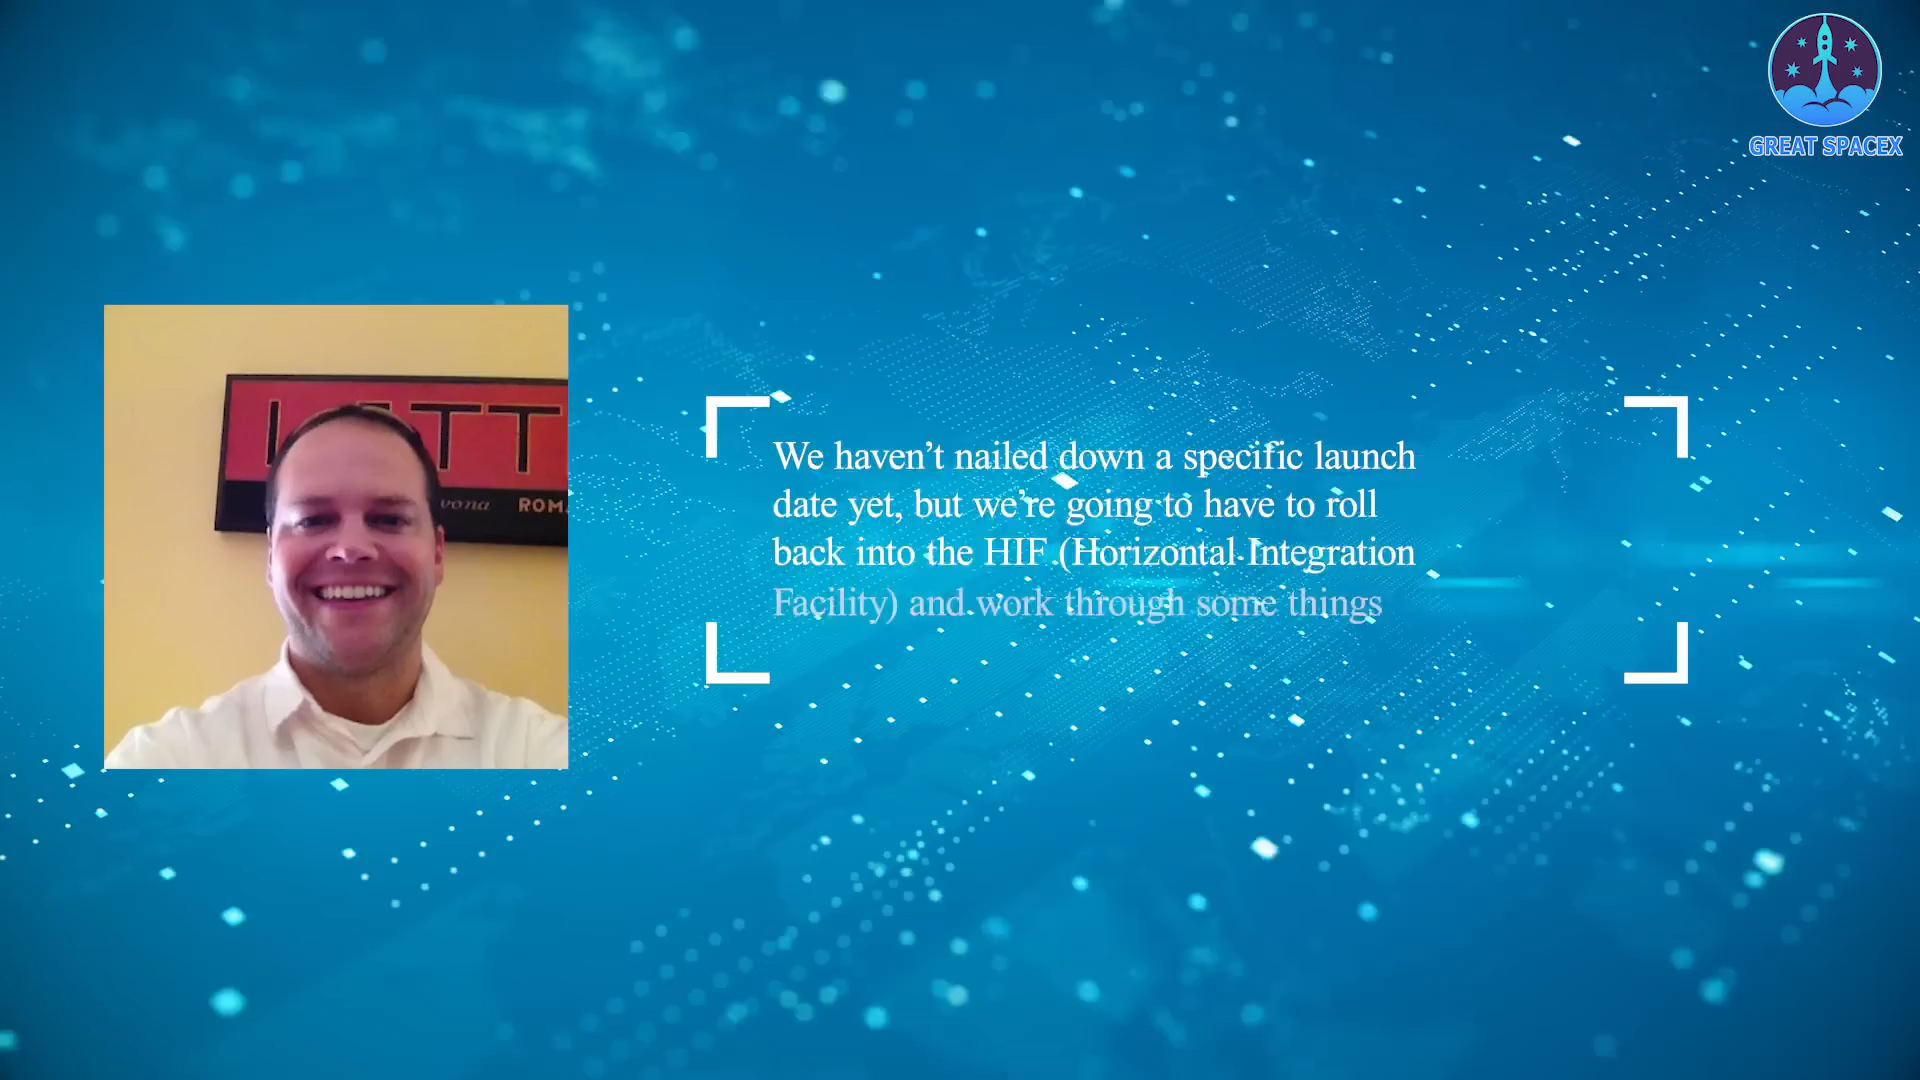 GREAT SPACEX
We haven’t nailed down a specific launch
date yet, but we’re going to have to roll
back into the HIF (Horizontal Integration
Facility) and work through some things
vona ROM